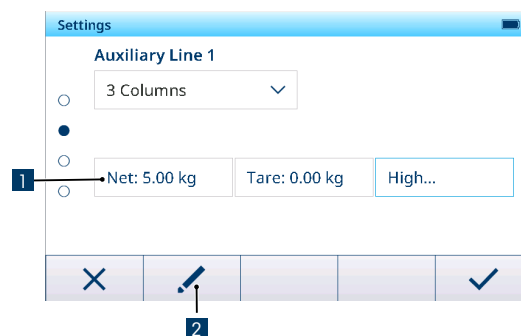 Settings
Auxiliary Line 1
3 Columns
1
Net: 5.00 kg
Tare: 0.00 kg
High...
2